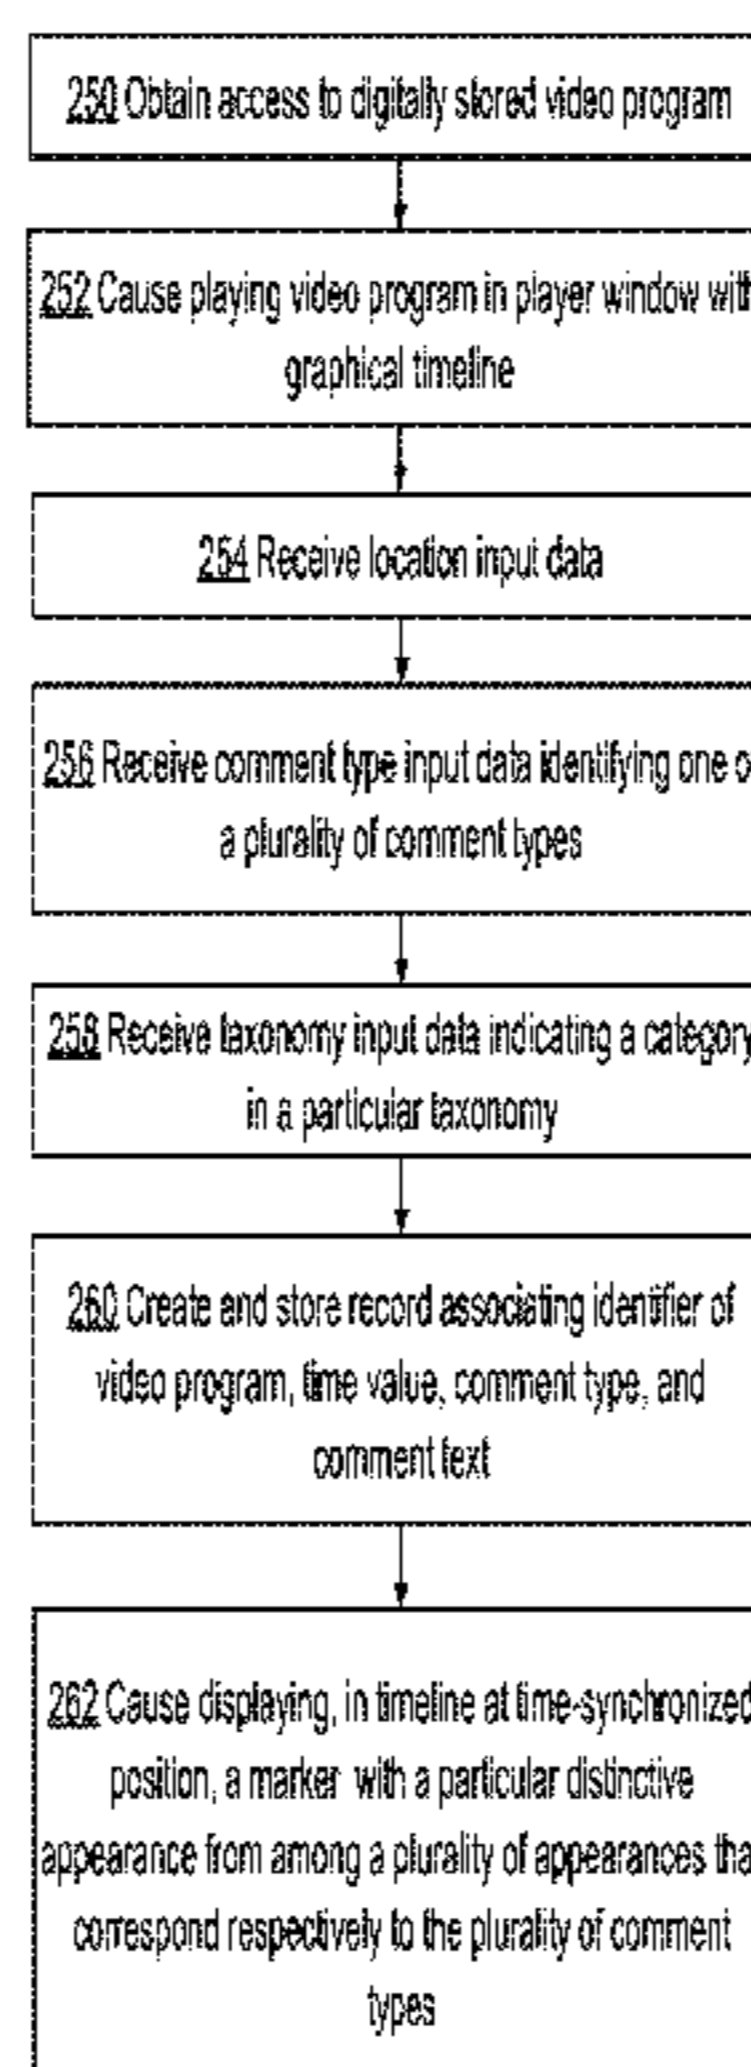 250 Obtain access to digitally stored video program
252 Cause playing video program in player window with
graphical timeline
254 Receive location input data
256 Receive comment type input data identifying one
a plurality of comment types
258 Receive taxonomy input data indicating a category
in a particular taxonomy
260 Create and store record associating identifier of
video program, time value, comment type, and
comment text
262 Cause displaying, in timeline at time-synchronized
position, a marker with a particular distinctive
appearance from among a plurality of appearances
correspond respectively to the plurality of comment
types